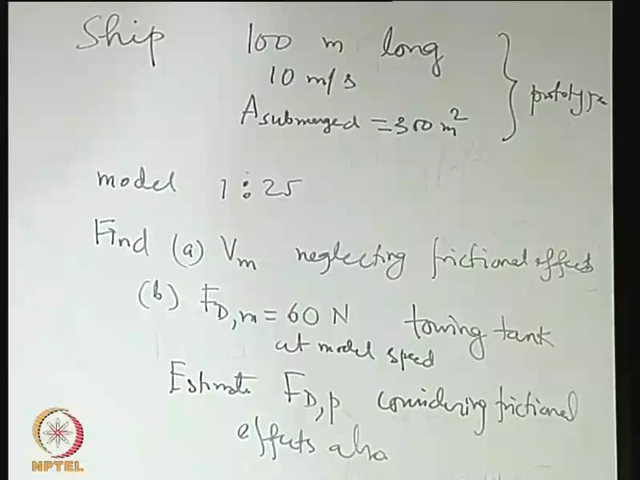 Ship 100 m long
10 m/s
A submerged = 300 m²
prototype
model 1:25
Find (a) Vm neglecting frictional effects
(b) FD,m = 60 N towing tank
at model speed
Estimate FD,p considering frictional
effects also
NPTEL